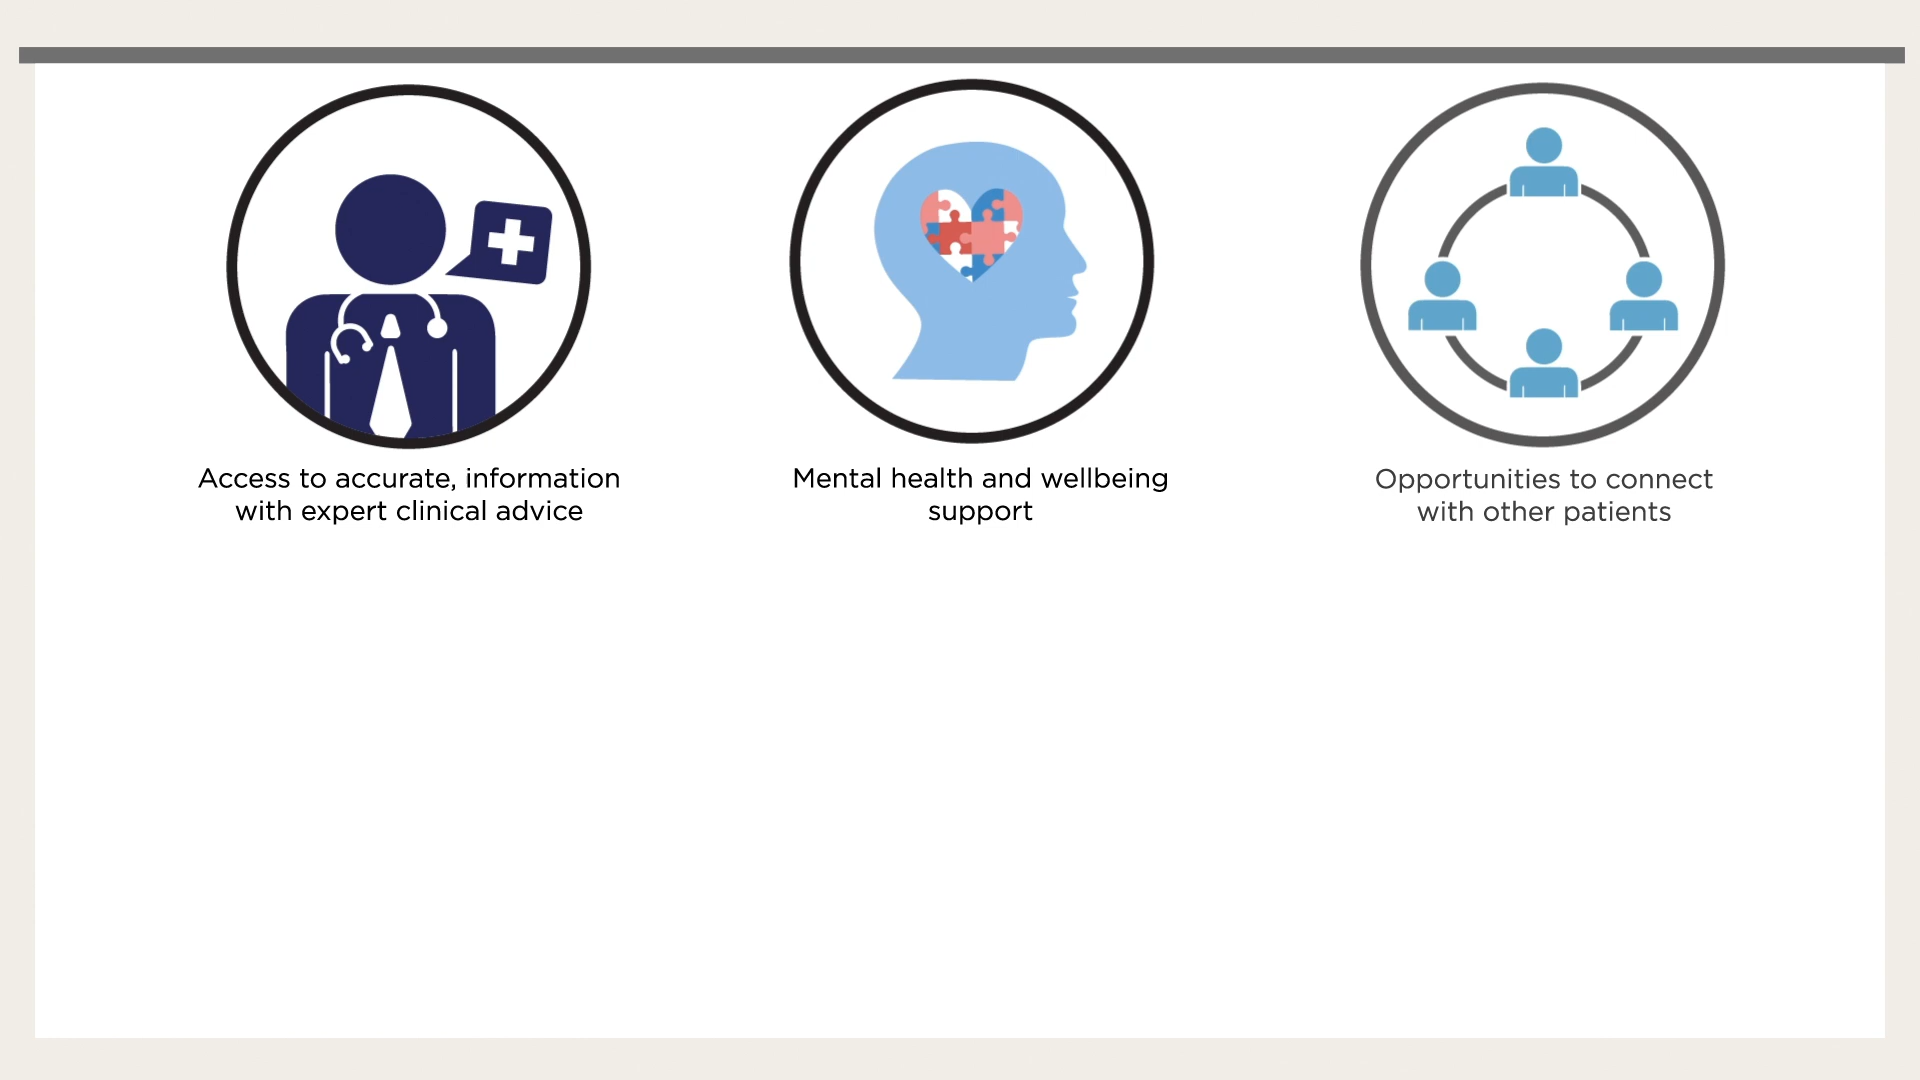 Access to accurate, information
with expert clinical advice
Mental health and wellbeing
support
Opportunities to connect
with other patients